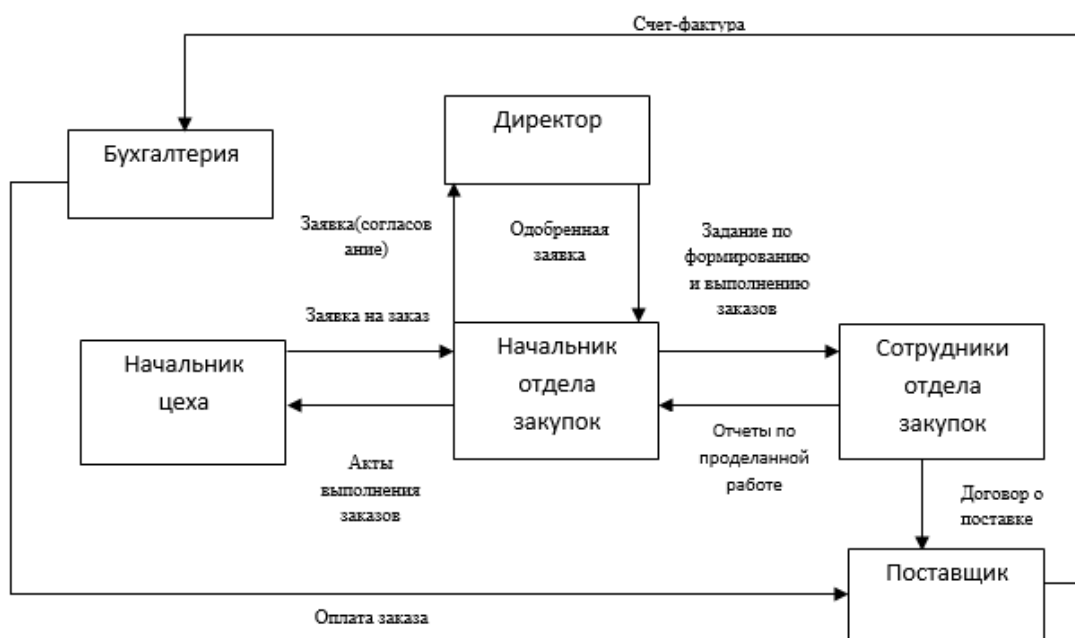 Счет-фактура
Директор
Бухгалтерия
Заявка(согласов
ание)
Одобренная
заявка
Задание по
формированию
и выполнению
заказов
Заявка на заказ
Начальник
цеха
Начальник
отдела
закупок
Сотрудники
отдела
закупок
Акты
выполнения
заказов
Отчеты по
проделанной
работе
Договор о
поставке
Поставщик
Оплата заказа